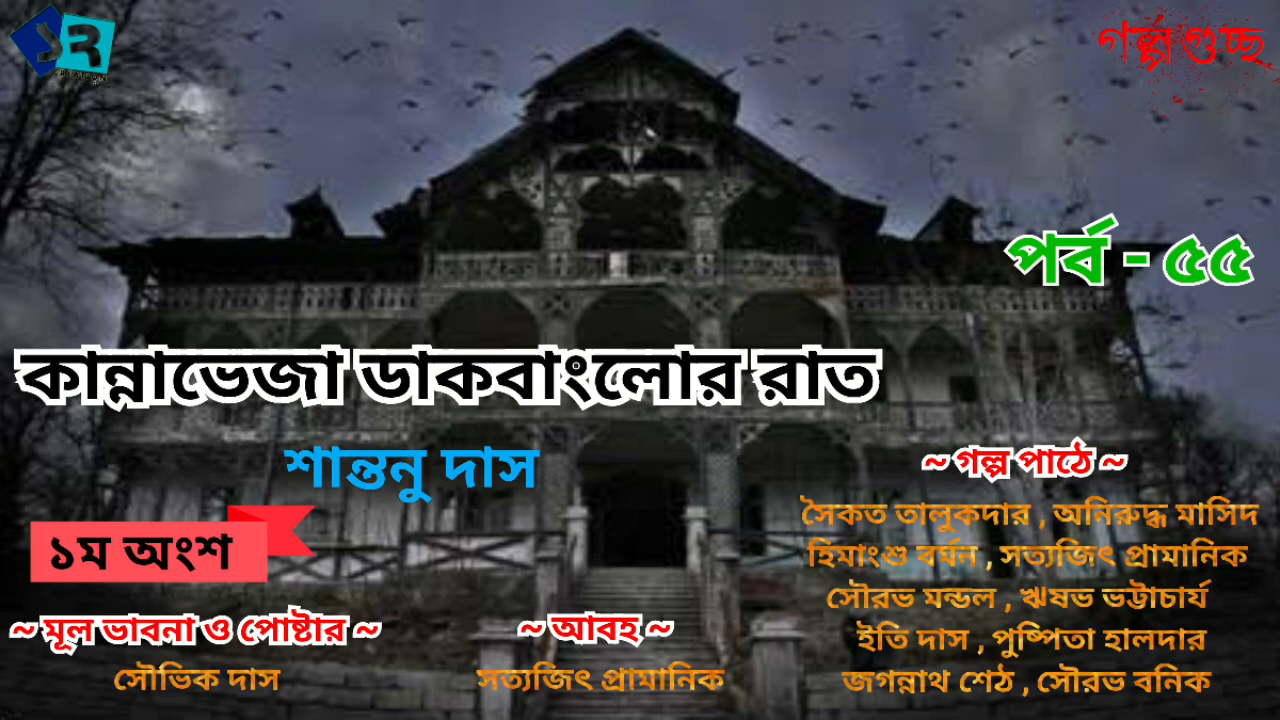 গল্প গুচ্ছ
পর্ব - ৫৫
কান্নাভেজা ডাকবাংলোর রাত
শান্তনু দাস
১ম অংশ
~ মূল ভাবনা ও পোষ্টার ~
সৌভিক দাস
~ আবহ ~
সত্যজিৎ প্রামানিক
~ গল্প পাঠে ~
সৈকত তালুকদার , অনিরুদ্ধ মাসিদ
হিমাংশু বর্মন , সত্যজিৎ প্রামানিক
সৌরভ মন্ডল , ঋষভ ভট্টাচার্য
ইতি দাস , পুষ্পিতা হালদার
জগন্নাথ শেঠ , সৌরভ বনিক